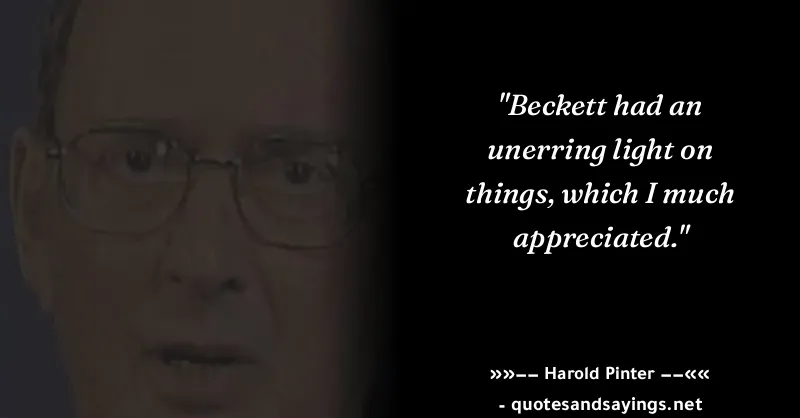 "Beckett had an
unerring light on
things, which I much
appreciated."
»»―― Harold Pinter ――««
- quotesandsayings.net